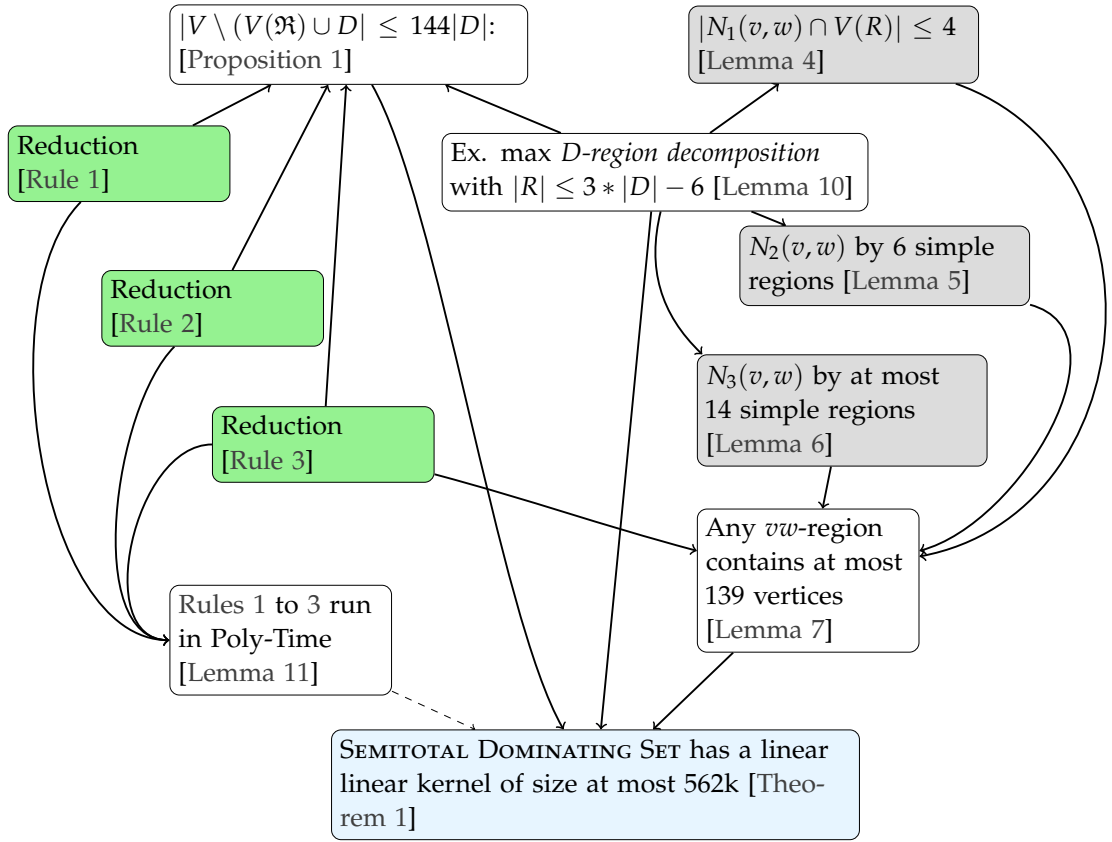 |V \ (V(ℜ) ∪ D| ≤ 144|D|:
[Proposition 1]
|N₁(v, w) ∩ V(R)| ≤ 4
[Lemma 4]
Reduction
[Rule 1]
Ex. max D-region decomposition
with |R| ≤ 3 ∗ |D| − 6 [Lemma 10]
N₂(v, w) by 6 simple
regions [Lemma 5]
Reduction
[Rule 2]
N₃(v, w) by at most
14 simple regions
[Lemma 6]
Reduction
[Rule 3]
Any vw-region
contains at most
139 vertices
[Lemma 7]
Rules 1 to 3 run
in Poly-Time
[Lemma 11]
Semitotal Dominating Set has a linear
linear kernel of size at most 562k [Theo-
rem 1]